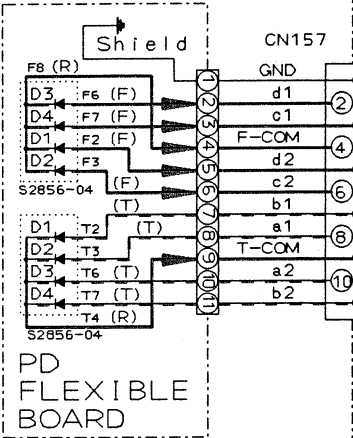 Shield
CN157
F8 (R)
GND
1
D3 F6 (F)
2
d1
2
D4 F7 (F)
3
c1
D1 F2 (F)
4
F-COM
4
D2 F3
5
d2
S2856-04
(F)
6
c2
6
(T)
7
b1
D1 T2 (T)
8
a1
8
D2 T3
9
T-COM
D3 T6 (T)
10
a2
10
D4 T7 (T)
11
b2
T4 (R)
S2856-04
PD
FLEXIBLE
BOARD